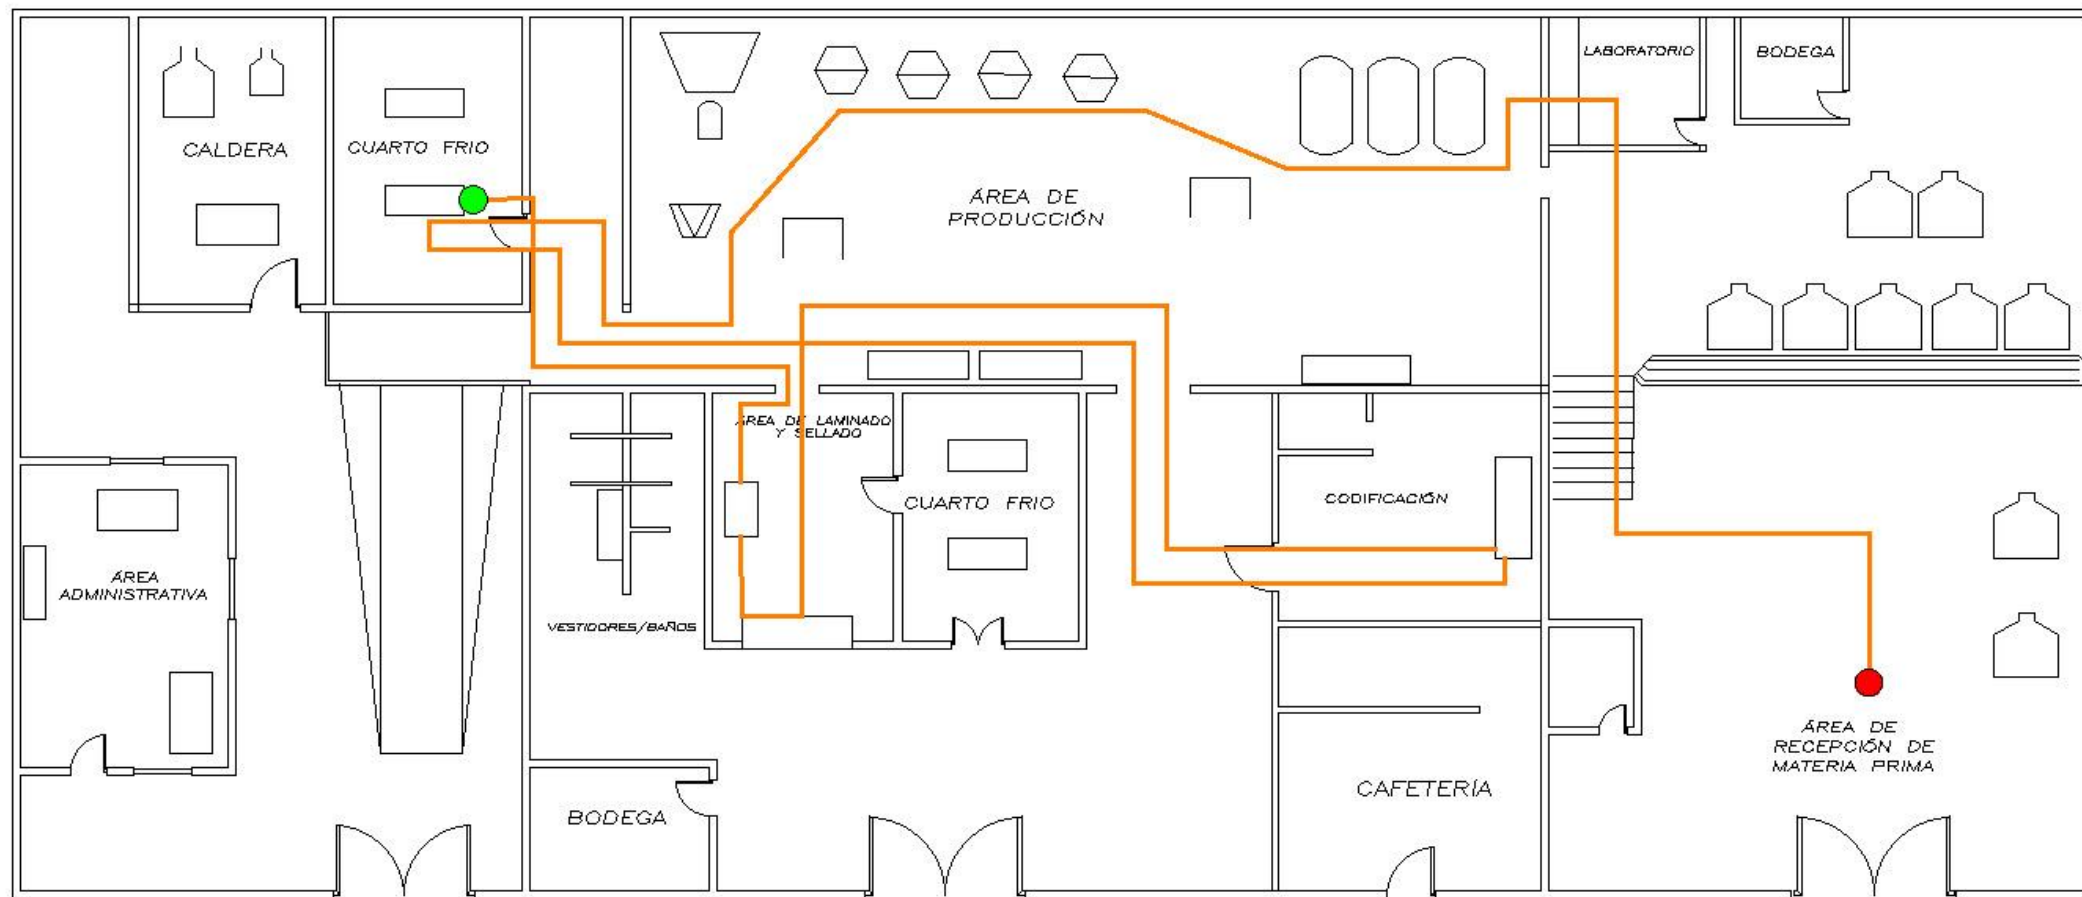 LABORATORIO
BODEGA
CALDERA
CUARTO FRIO
ÁREA DE
PRODUCCIÓN
ÁREA DE LAMINADO
Y SELLADO
CUARTO FRIO
CODIFICACIÓN
ÁREA
ADMINISTRATIVA
VESTIDORES/BAÑOS
ÁREA DE
RECEPCIÓN DE
MATERIA PRIMA
CAFETERÍA
BODEGA